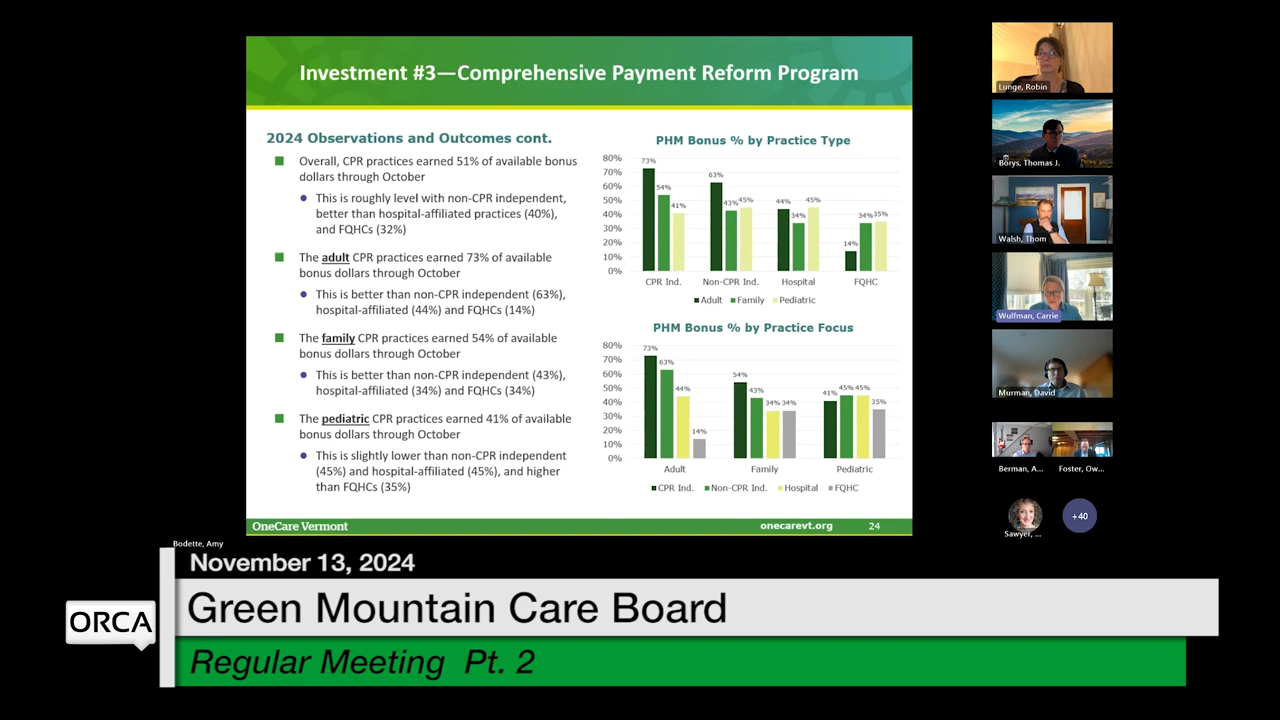 Investment #3—Comprehensive Payment Reform Program
2024 Observations and Outcomes cont.
Overall, CPR practices earned 51% of available bonus
dollars through October
This is roughly level with non-CPR independent,
better than hospital-affiliated practices (40%),
and FQHCs (32%)
The adult CPR practices earned 73% of available
bonus dollars through October
This is better than non-CPR independent (63%),
hospital-affiliated (44%) and FQHCs (14%)
The family CPR practices earned 54% of available
bonus dollars through October
This is better than non-CPR independent (43%),
hospital-affiliated (34%) and FQHCs (34%)
The pediatric CPR practices earned 41% of available
bonus dollars through October
This is slightly lower than non-CPR independent
(45%) and hospital-affiliated (45%), and higher
than FQHCs (35%)
PHM Bonus % by Practice Type
80%
70%
60%
50%
40%
30%
20%
10%
0%
73%
54%
41%
63%
43%
45%
44%
34%
45%
14%
34%
35%
CPR Ind.
Non-CPR Ind.
Hospital
FQHC
Adult
Family
Pediatric
PHM Bonus % by Practice Focus
80%
70%
60%
50%
40%
30%
20%
10%
0%
73%
63%
44%
14%
54%
43%
34%
34%
41%
45%
45%
35%
Adult
Family
Pediatric
CPR Ind.
Non-CPR Ind.
Hospital
FQHC
OneCare Vermont
onecarevt.org
24
Lunge, Robin
Borys, Thomas J.
Walsh, Thom
Wulfman, Carrie
Murman, David
Berman, A...
Foster, Ow...
Sawyer, ...
+40
Bodette, Amy
November 13, 2024
ORCA
Green Mountain Care Board
Regular Meeting Pt. 2